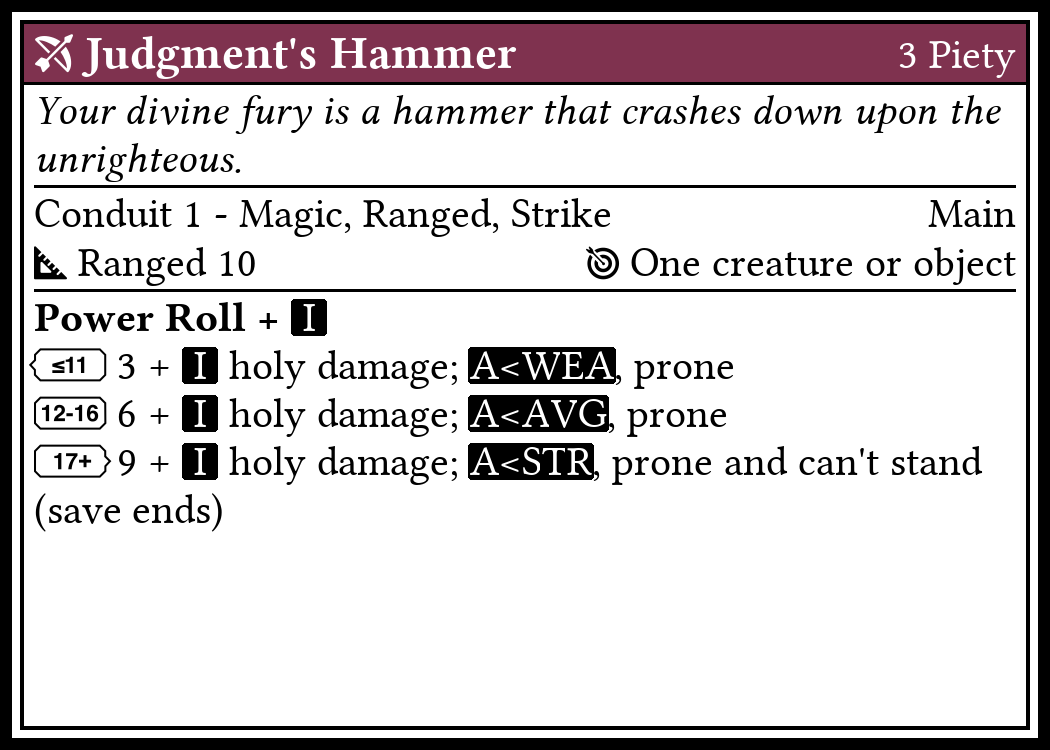 Judgment's Hammer 3 Piety
Your divine fury is a hammer that crashes down upon the
unrighteous.
Conduit 1 - Magic, Ranged, Strike Main
Ranged 10 One creature or object
Power Roll + I
≤11 3 + I holy damage; A<WEA, prone
12-16 6 + I holy damage; A<AVG, prone
17+ 9 + I holy damage; A<STR, prone and can't stand
(save ends)